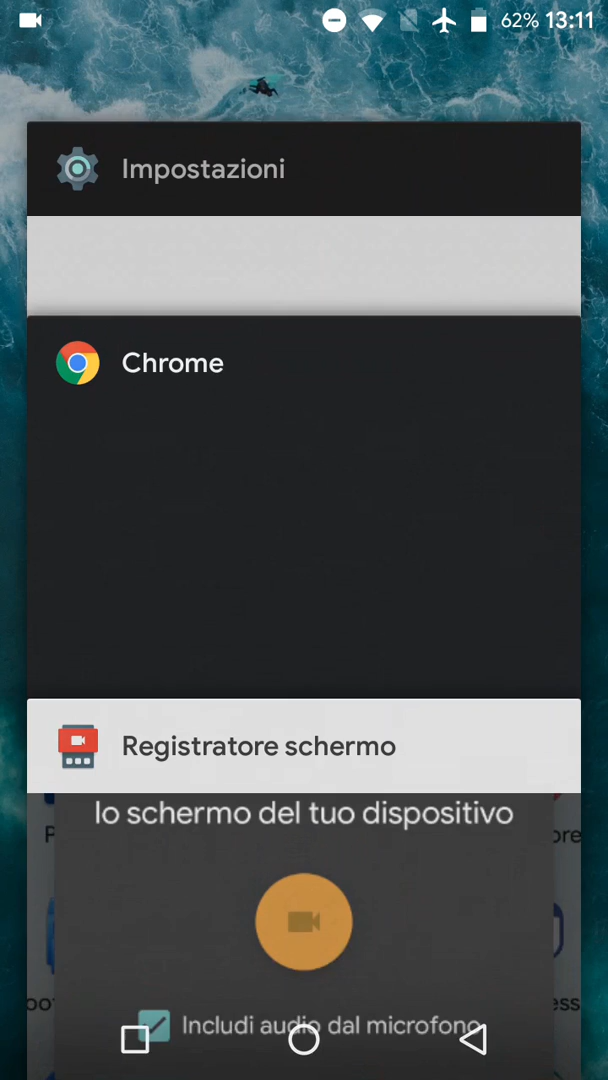 62% 13:11
Impostazioni
Chrome
Registratore schermo
lo schermo del tuo dispositivo
Includi audio dal microfono